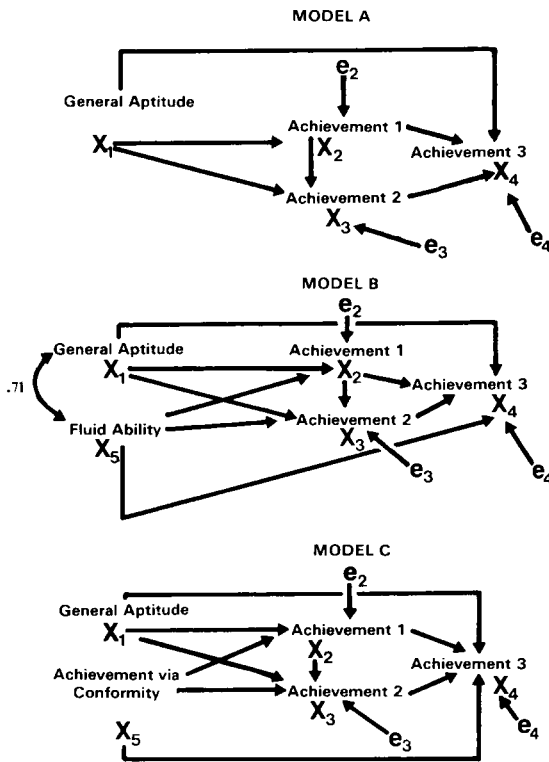 MODEL A
e2
General Aptitude
Achievement 1
X1
X2
Achievement 3
X4
Achievement 2
X3
e3
e4
MODEL B
e2
General Aptitude
Achievement 1
X1
X2
Achievement 3
.71
X4
Fluid Ability
Achievement 2
X5
X3
e3
e4
MODEL C
e2
General Aptitude
X1
Achievement 1
X2
Achievement 3
Achievement via
Conformity
Achievement 2
X4
X3
X5
e3
e4